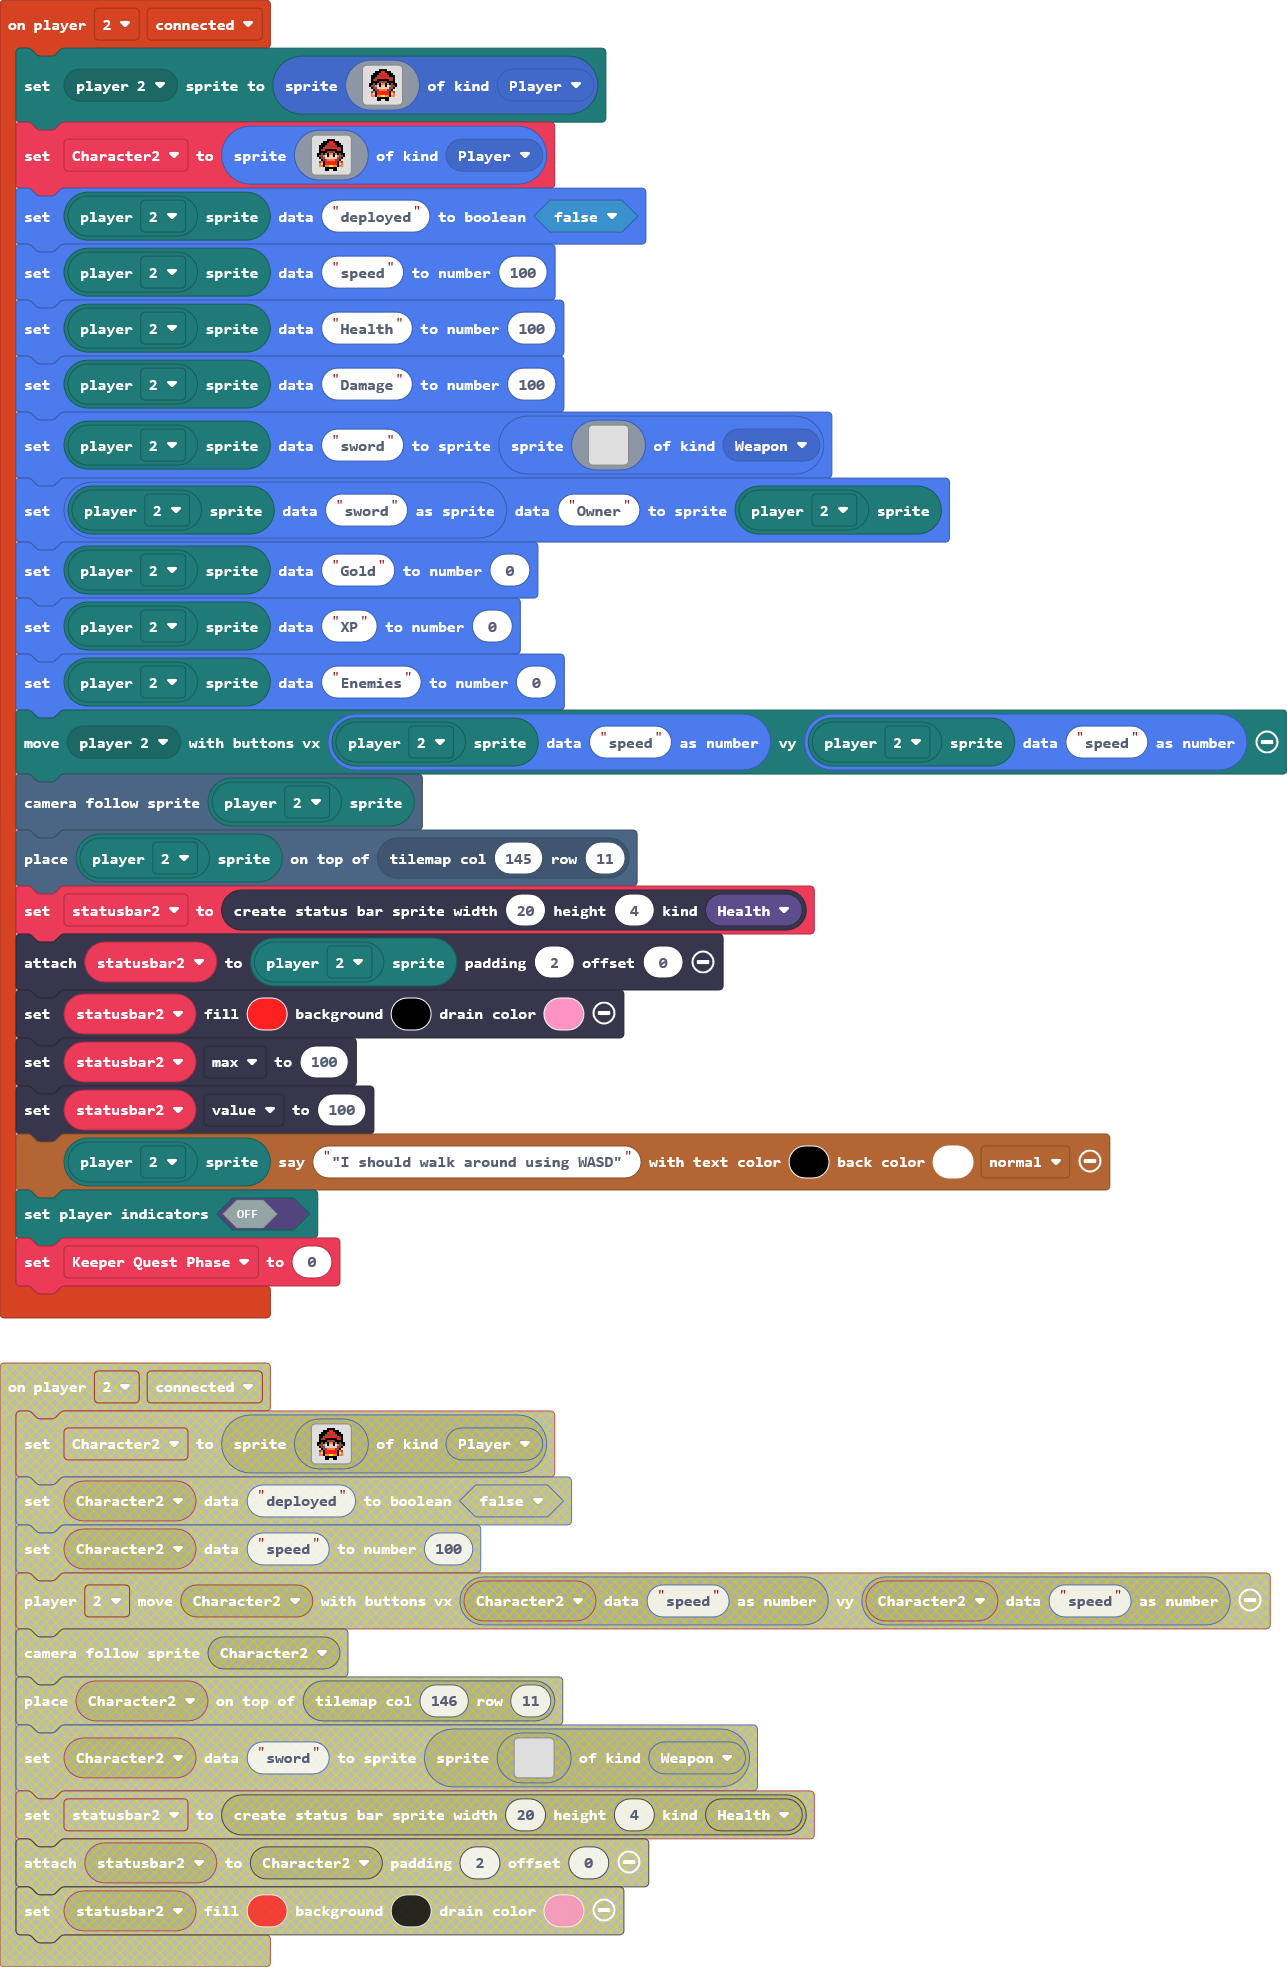 on player 2 connected
set player 2 sprite to sprite of kind Player
set Character2 to sprite of kind Player
set player 2 sprite data "deployed" to boolean false
set player 2 sprite data "speed" to number 100
set player 2 sprite data "Health" to number 100
set player 2 sprite data "Damage" to number 100
set player 2 sprite data "sword" to sprite sprite of kind Weapon
set player 2 sprite data "sword" as sprite data "Owner" to sprite player 2 sprite
set player 2 sprite data "Gold" to number 0
set player 2 sprite data "XP" to number 0
set player 2 sprite data "Enemies" to number 0
move player 2 with buttons vx player 2 sprite data "speed" as number vy player 2 sprite data "speed" as number
camera follow sprite player 2 sprite
place player 2 sprite on top of tilemap col 145 row 11
set statusbar2 to create status bar sprite width 20 height 4 kind Health
attach statusbar2 to player 2 sprite padding 2 offset 0
set statusbar2 fill background drain color
set statusbar2 max to 100
set statusbar2 value to 100
player 2 sprite say ""I should walk around using WASD"" with text color back color normal
set player indicators OFF
set Keeper Quest Phase to 0
on player 2 connected
set Character2 to sprite of kind Player
set Character2 data "deployed" to boolean false
set Character2 data "speed" to number 100
player 2 move Character2 with buttons vx Character2 data "speed" as number vy Character2 data "speed" as number
camera follow sprite Character2
place Character2 on top of tilemap col 146 row 11
set Character2 data "sword" to sprite sprite of kind Weapon
set statusbar2 to create status bar sprite width 20 height 4 kind Health
attach statusbar2 to Character2 padding 2 offset 0
set statusbar2 fill background drain color